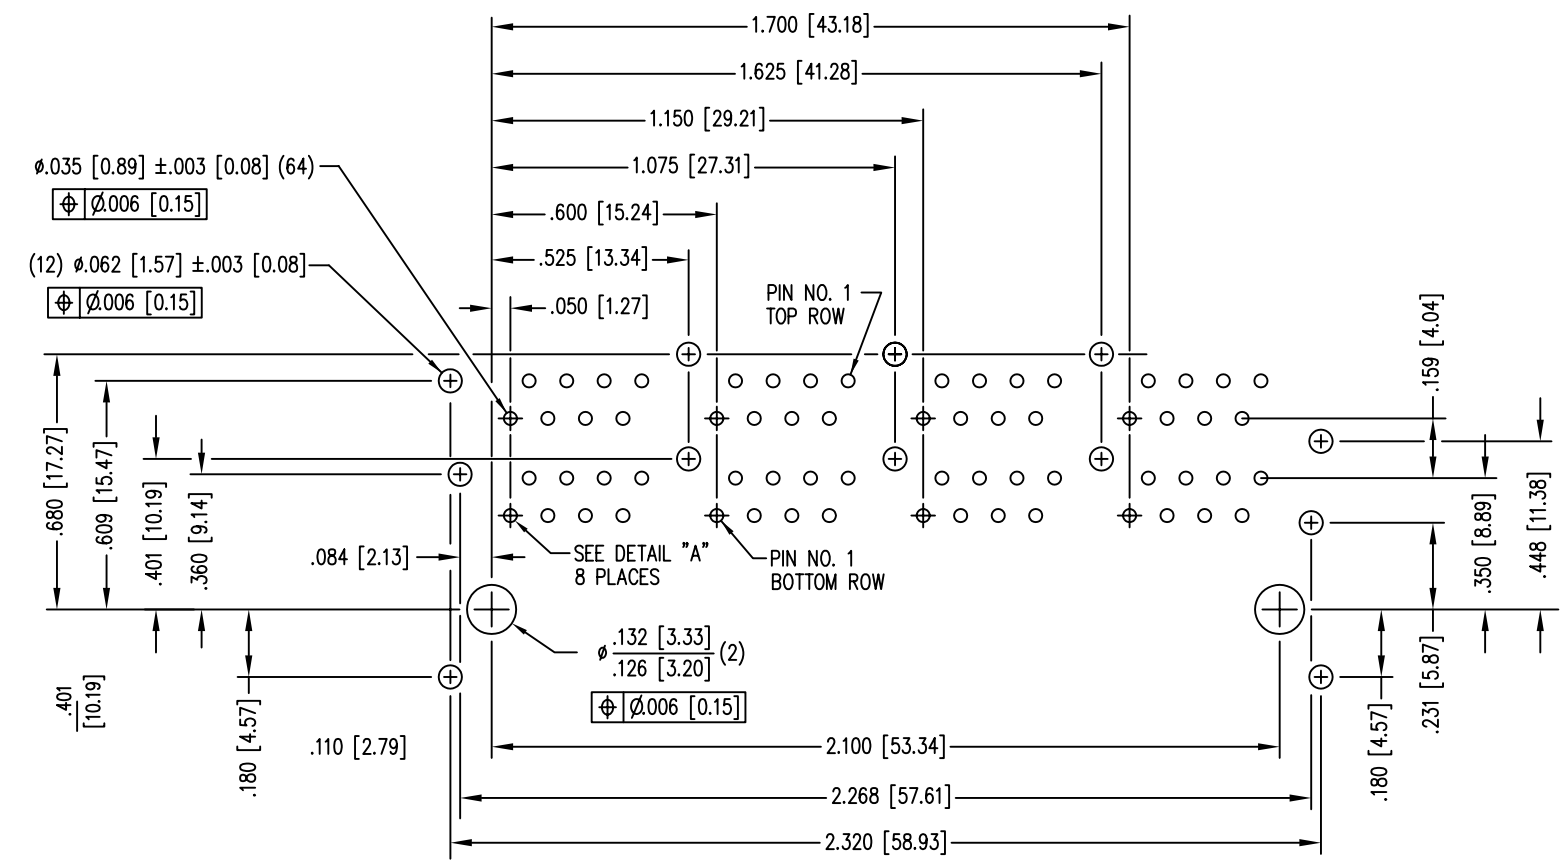 1.700 [43.18]
1.625 [41.28]
1.150 [29.21]
1.075 [27.31]
ø.035 [0.89] ±.003 [0.08] (64)
⌖ Ø.006 [0.15]
.600 [15.24]
(12) ø.062 [1.57] ±.003 [0.08]
.525 [13.34]
⌖ Ø.006 [0.15]
.050 [1.27]
PIN NO. 1
TOP ROW
.159 [4.04]
.680 [17.27]
.609 [15.47]
.401 [10.19]
.360 [9.14]
.084 [2.13]
SEE DETAIL "A"
8 PLACES
PIN NO. 1
BOTTOM ROW
.350 [8.89]
.448 [11.38]
ø .132 [3.33]
.126 [3.20] (2)
⌖ Ø.006 [0.15]
.401
[10.19]
.180 [4.57]
.110 [2.79]
2.100 [53.34]
.231 [5.87]
.180 [4.57]
2.268 [57.61]
2.320 [58.93]